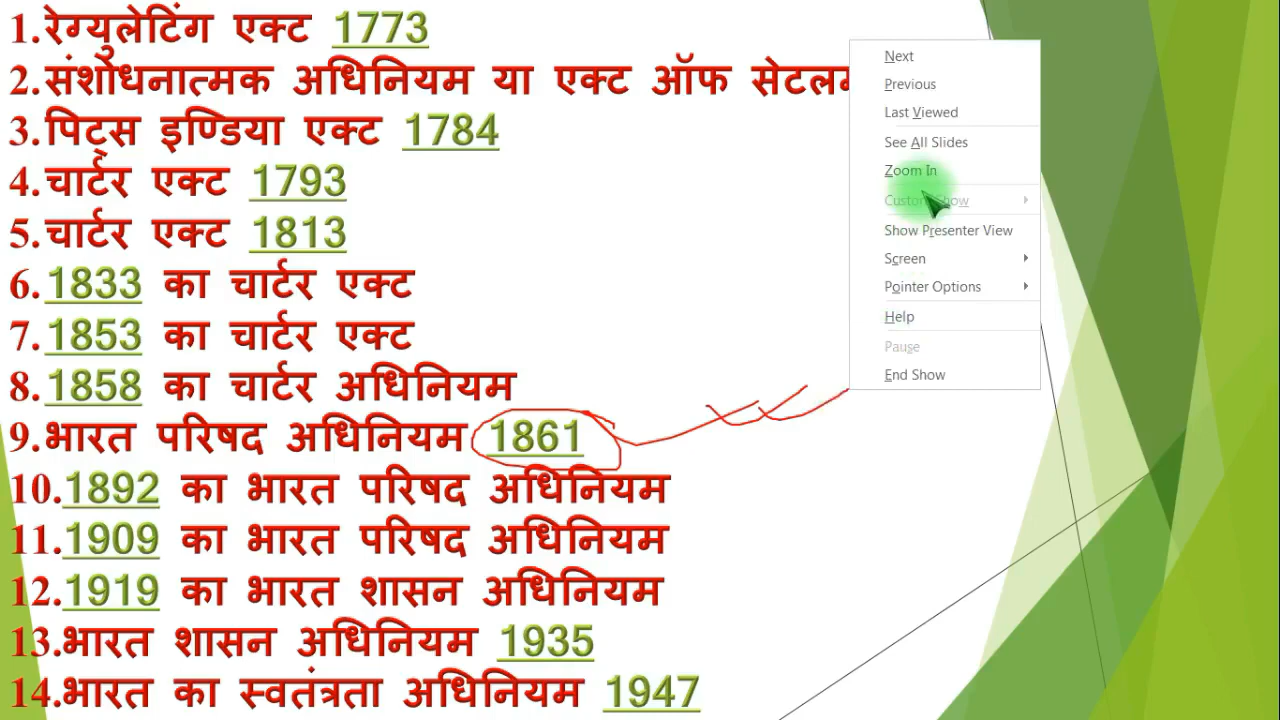 1.रेग्युलेटिंग एक्ट 1773
2.संशोधनात्मक अधिनियम या एक्ट ऑफ
3.पिट्स इण्डिया एक्ट 1784
4.चार्टर एक्ट 1793
5.चार्टर एक्ट 1813
6.1833 का चार्टर एक्ट
7.1853 का चार्टर एक्ट
8.1858 का चार्टर अधिनियम
9.भारत परिषद अधिनियम 1861
10.1892 का भारत परिषद अधिनियम
11.1909 का भारत परिषद अधिनियम
12.1919 का भारत शासन अधिनियम
13.भारत शासन अधिनियम 1935
14.भारत का स्वतंत्रता अधिनियम 1947
Next
Previous
Last Viewed
See All Slides
Zoom In
Custom Show
Show Presenter View
Screen
Pointer Options
Help
Pause
End Show